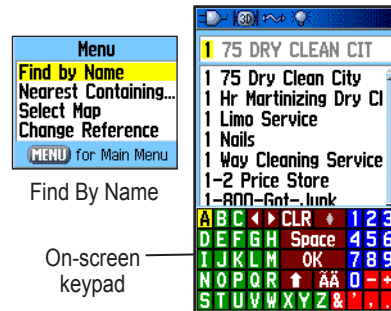 Menu
Find by Name
Nearest Containing...
Select Map
Change Reference
MENU for Main Menu
Find By Name
On-screen
keypad
3D
1 75 DRY CLEAN CIT
1 75 Dry Clean City
1 Hr Martinizing Dry Cl
1 Limo Service
1 Nails
1 Way Cleaning Service
1-2 Price Store
1-800-Got-Junk
A B C CLR 1 2 3
D E F G H Space 4 5 6
I J K L M OK 7 8 9
N O P Q R ÃÄ 0 - +
S T U V W X Y Z & ' , .